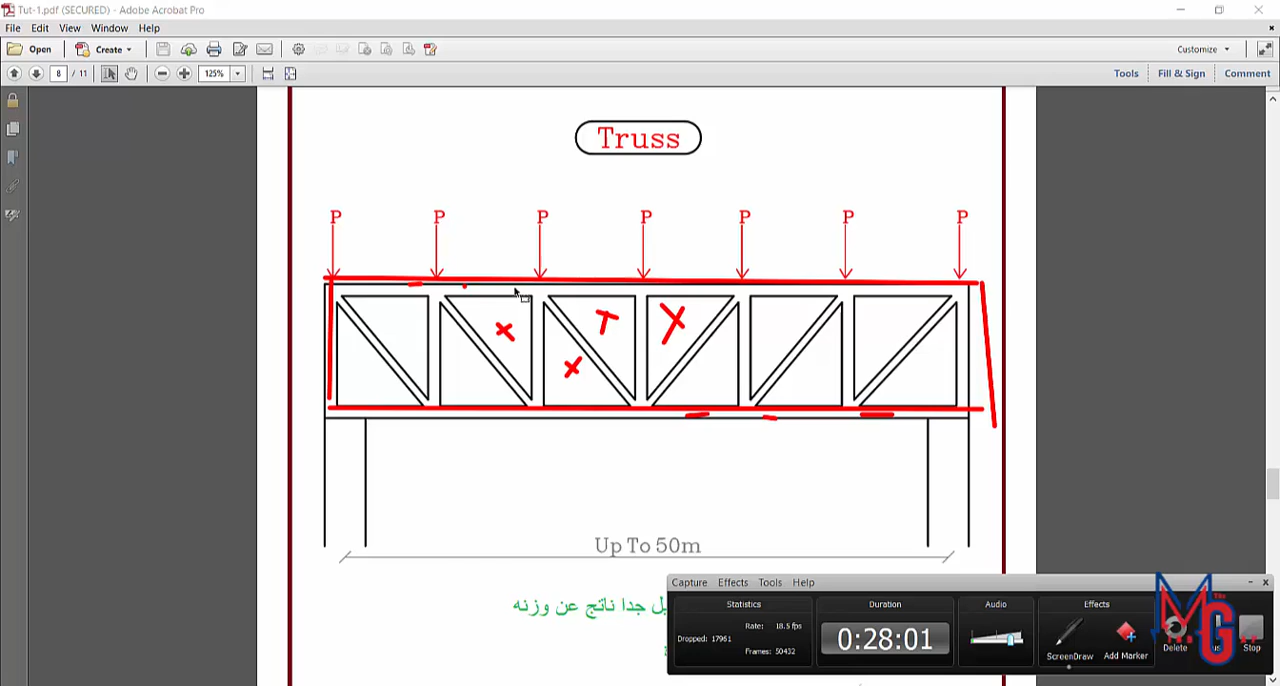 Tut-1.pdf (SECURED) - Adobe Acrobat Pro
File Edit View Window Help
Open Create Customize
8 / 11 125% Tools Fill & Sign Comment
Truss
P P P P P P P
Up To 50m
جدا ناتج عن وزنه
Capture Effects Tools Help
Statistics Duration Audio Effects
Rate: 18.5 fps
Dropped: 17961
Frames: 50432
0:28:01
ScreenDraw Add Marker Delete Stop
MG